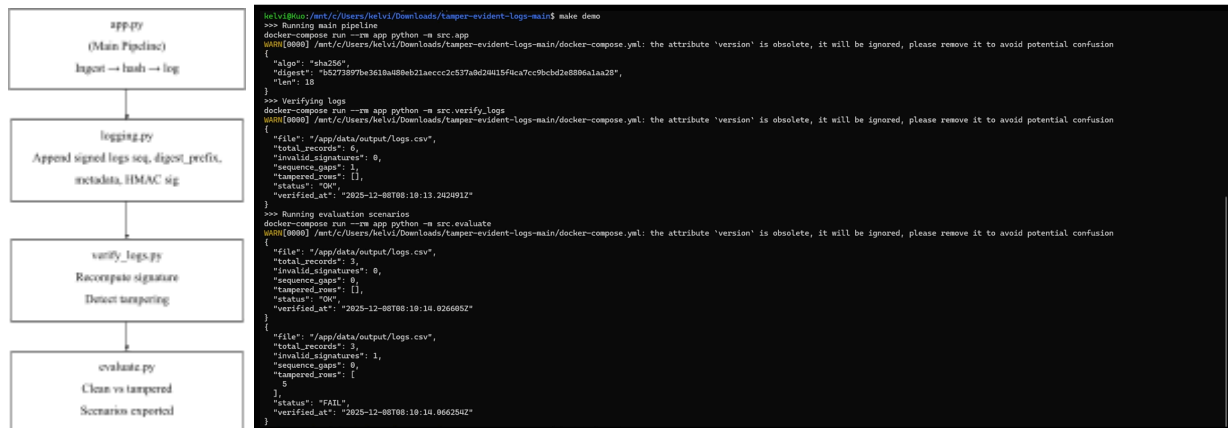 app.py
(Main Pipeline)
Ingest → hash → log
logging.py
Append signed logs seq, digest_prefix,
metadata, HMAC sig
verify_logs.py
Recompute signature
Detect tampering
evaluate.py
Clean vs tampered
Scenarios exported
kelvi@Kuo:/mnt/c/Users/kelvi/Downloads/tamper-evident-logs-main$ make demo
>>> Running main pipeline
docker-compose run --rm app python -m src.app
WARN[0000] /mnt/c/Users/kelvi/Downloads/tamper-evident-logs-main/docker-compose.yml: the attribute `version` is obsolete, it will be ignored, please remove it to avoid potential confusion
{
"algo": "sha256",
"digest": "b5273897be3610a480eb21aeccc2c537a0d24415f4ca7cc9bcbd2e8806a1aa28",
"len": 18
}
>>> Verifying logs
docker-compose run --rm app python -m src.verify_logs
WARN[0000] /mnt/c/Users/kelvi/Downloads/tamper-evident-logs-main/docker-compose.yml: the attribute `version` is obsolete, it will be ignored, please remove it to avoid potential confusion
{
"file": "/app/data/output/logs.csv",
"total_records": 6,
"invalid_signatures": 0,
"sequence_gaps": 1,
"tampered_rows": [],
"status": "OK",
"verified_at": "2025-12-08T08:10:13.242491Z"
}
>>> Running evaluation scenarios
docker-compose run --rm app python -m src.evaluate
WARN[0000] /mnt/c/Users/kelvi/Downloads/tamper-evident-logs-main/docker-compose.yml: the attribute `version` is obsolete, it will be ignored, please remove it to avoid potential confusion
{
"file": "/app/data/output/logs.csv",
"total_records": 3,
"invalid_signatures": 0,
"sequence_gaps": 0,
"tampered_rows": [],
"status": "OK",
"verified_at": "2025-12-08T08:10:14.026605Z"
}
{
"file": "/app/data/output/logs.csv",
"total_records": 3,
"invalid_signatures": 1,
"sequence_gaps": 0,
"tampered_rows": [
5
],
"status": "FAIL",
"verified_at": "2025-12-08T08:10:14.066254Z"
}